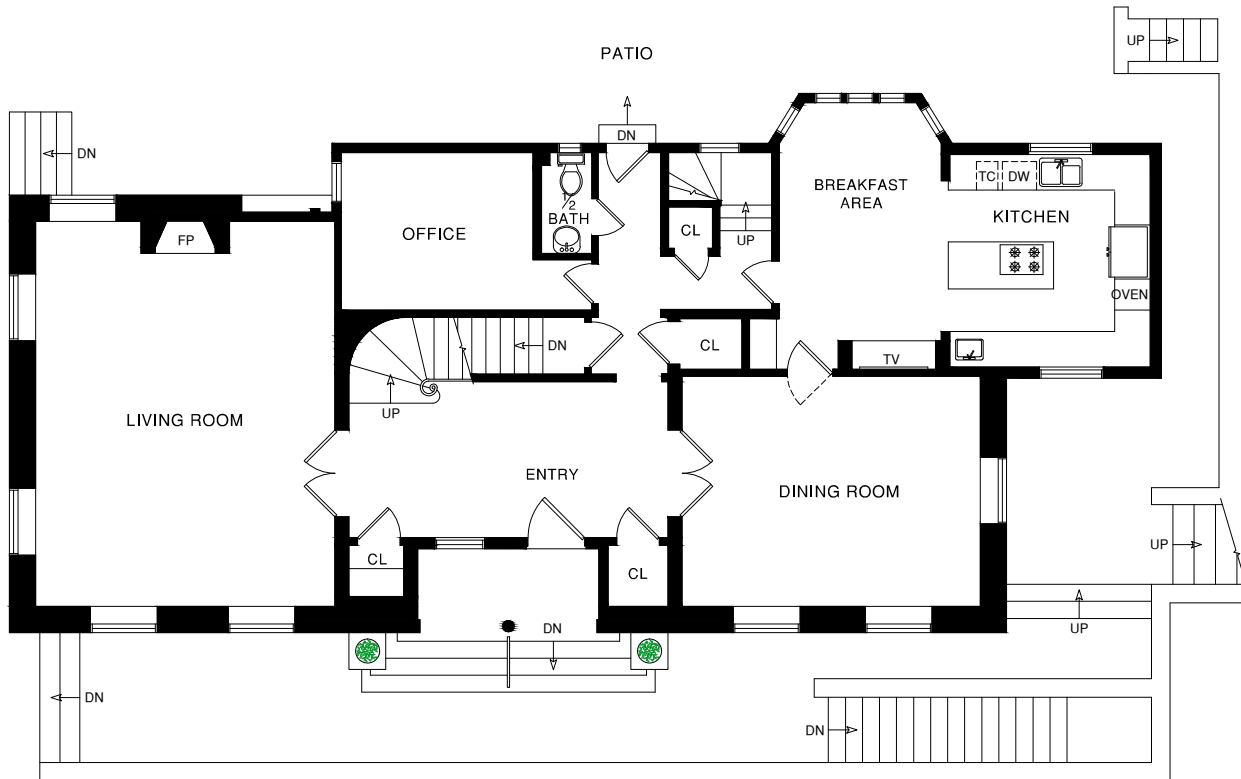 UP
PATIO
DN
DN
TC
DW
BREAKFAST
AREA
KITCHEN
1/2
BATH
OFFICE
CL
UP
FP
OVEN
DN
CL
TV
UP
LIVING ROOM
ENTRY
DINING ROOM
CL
CL
UP
UP
DN
DN
DN